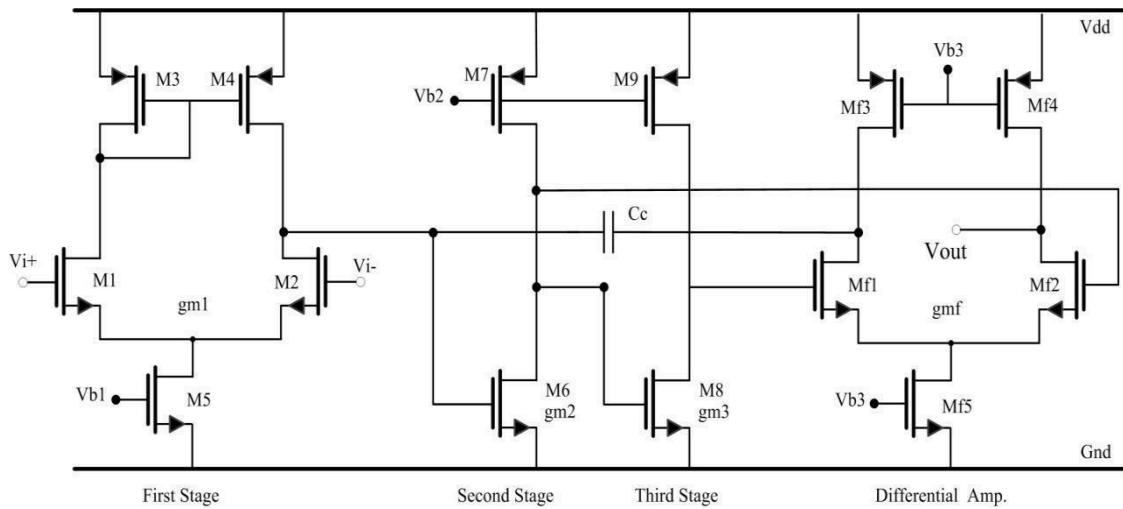 Vdd
M3
M4
M7
M9
Vb3
Vb2
Mf3
Mf4
Cc
Vout
Vi+
M1
M2
Vi-
Mf1
Mf2
gm1
gmf
Vb1
M5
M6
gm2
M8
gm3
Vb3
Mf5
Gnd
First Stage
Second Stage
Third Stage
Differential Amp.